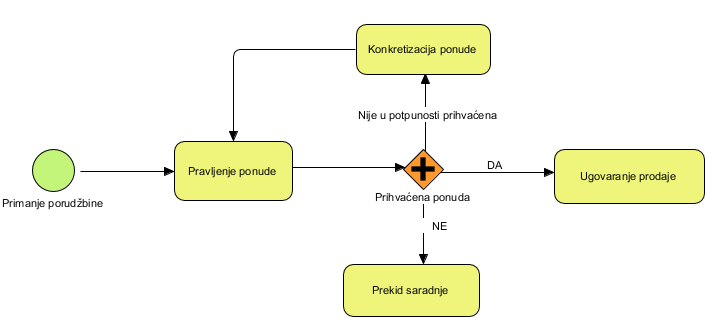 Konkretizacija ponude
Nije u potpunosti prihvaćena
Pravljenje ponude
DA
Ugovaranje prodaje
Primanje porudžbine
Prihvaćena ponuda
NE
Prekid saradnje